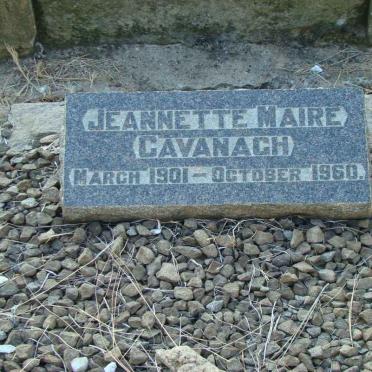 JEANNETTE MAIRE
CAVANAGH
MARCH 1901 – OCTOBER 1960.